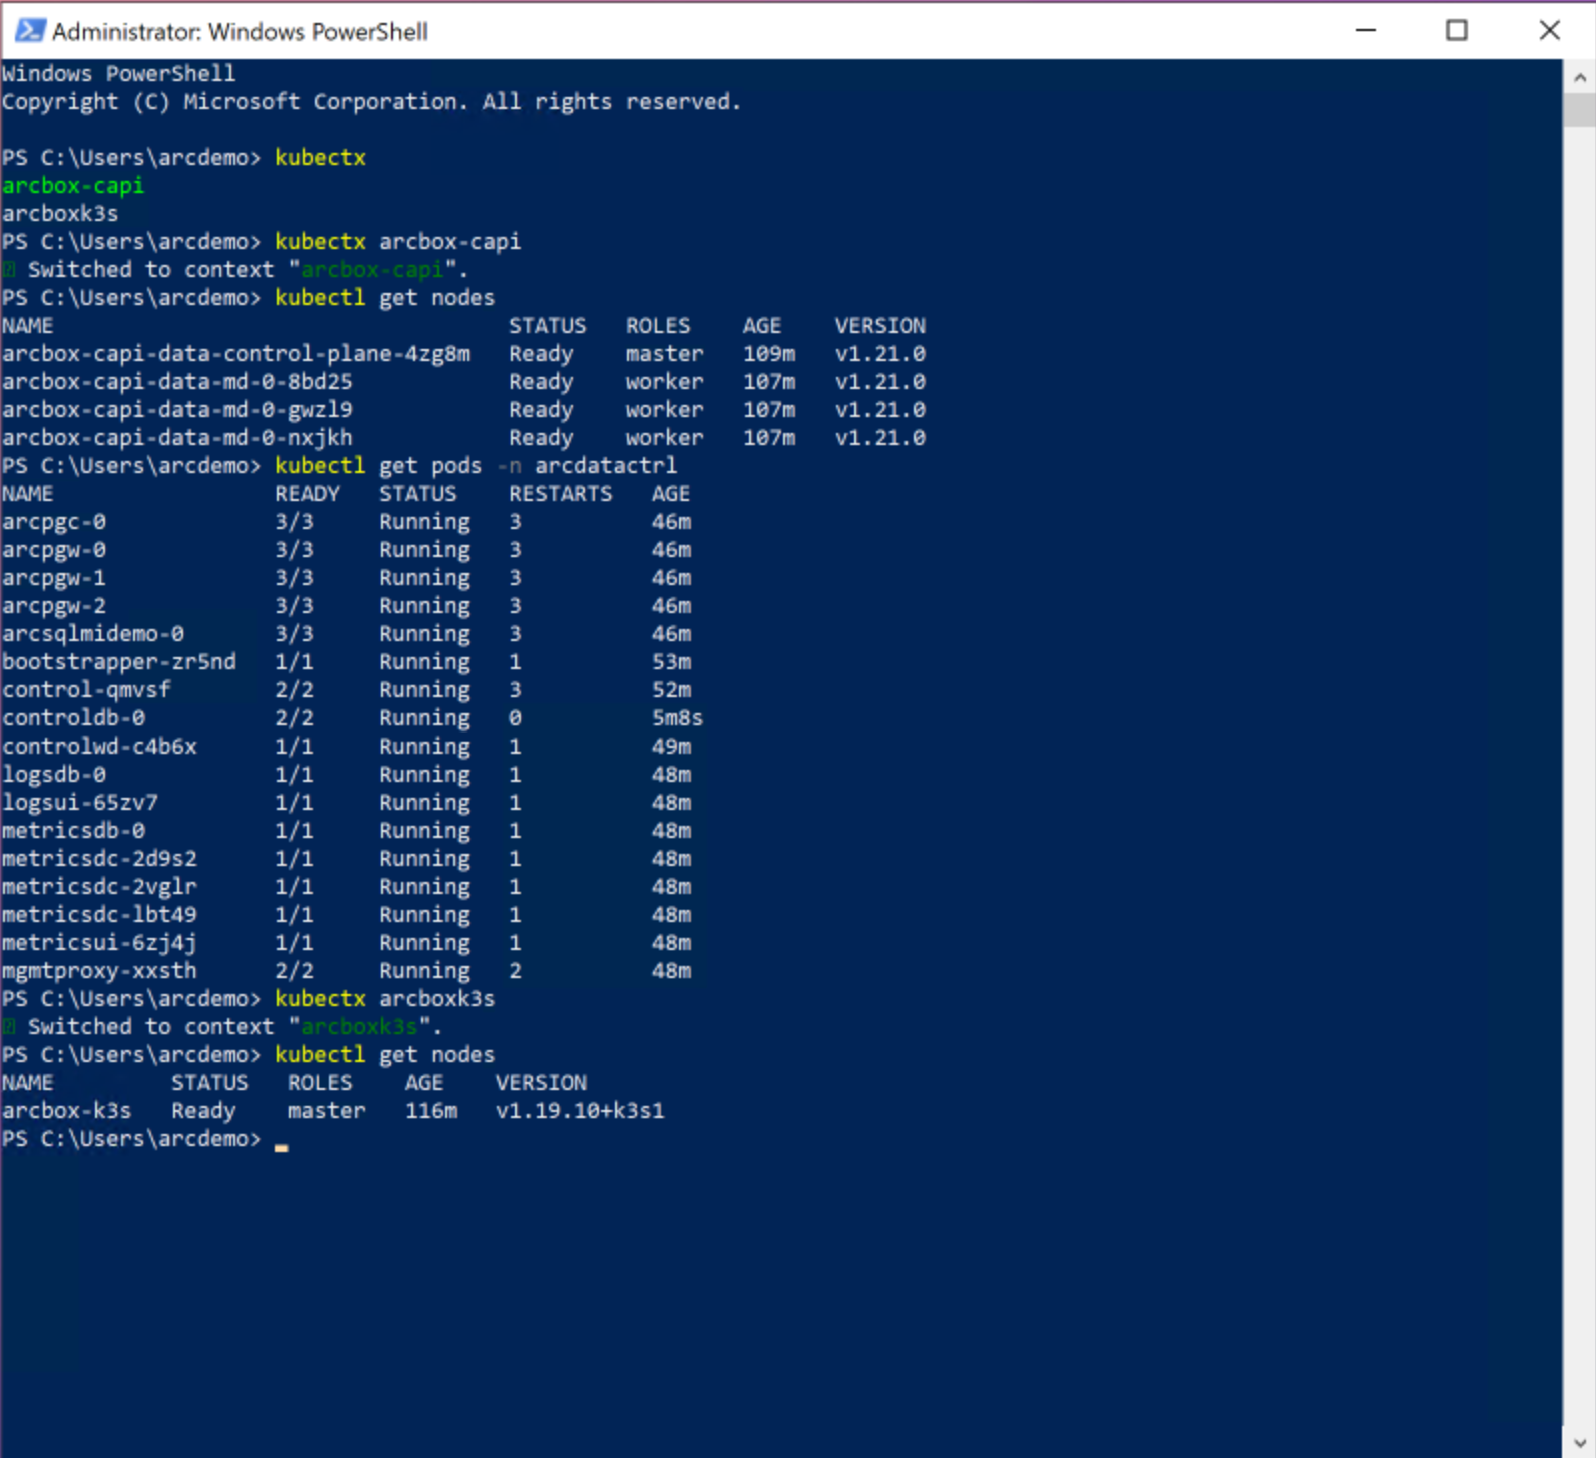 Administrator: Windows PowerShell
Windows PowerShell
Copyright (C) Microsoft Corporation. All rights reserved.
PS C:\Users\arcdemo> kubectx
arcbox-capi
arcboxk3s
PS C:\Users\arcdemo> kubectx arcbox-capi
Switched to context "arcbox-capi".
PS C:\Users\arcdemo> kubectl get nodes
NAME STATUS ROLES AGE VERSION
arcbox-capi-data-control-plane-4zg8m Ready master 109m v1.21.0
arcbox-capi-data-md-0-8bd25 Ready worker 107m v1.21.0
arcbox-capi-data-md-0-gwzl9 Ready worker 107m v1.21.0
arcbox-capi-data-md-0-nxjkh Ready worker 107m v1.21.0
PS C:\Users\arcdemo> kubectl get pods -n arcdatactrl
NAME READY STATUS RESTARTS AGE
arcpgc-0 3/3 Running 3 46m
arcpgw-0 3/3 Running 3 46m
arcpgw-1 3/3 Running 3 46m
arcpgw-2 3/3 Running 3 46m
arcsqlmidemo-0 3/3 Running 3 46m
bootstrapper-zr5nd 1/1 Running 1 53m
control-qmvsf 2/2 Running 3 52m
controldb-0 2/2 Running 0 5m8s
controlwd-c4b6x 1/1 Running 1 49m
logsdb-0 1/1 Running 1 48m
logsui-65zv7 1/1 Running 1 48m
metricsdb-0 1/1 Running 1 48m
metricsdc-2d9s2 1/1 Running 1 48m
metricsdc-2vglr 1/1 Running 1 48m
metricsdc-lbt49 1/1 Running 1 48m
metricsui-6zj4j 1/1 Running 1 48m
mgmtproxy-xxsth 2/2 Running 2 48m
PS C:\Users\arcdemo> kubectx arcboxk3s
Switched to context "arcboxk3s".
PS C:\Users\arcdemo> kubectl get nodes
NAME STATUS ROLES AGE VERSION
arcbox-k3s Ready master 116m v1.19.10+k3s1
PS C:\Users\arcdemo>